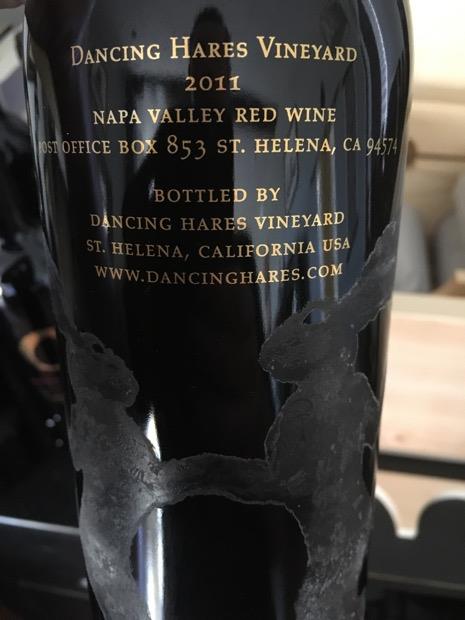 DANCING HARES VINEYARD
2011
NAPA VALLEY RED WINE
POST OFFICE BOX 853 ST. HELENA, CA 94574
BOTTLED BY
DANCING HARES VINEYARD
ST. HELENA, CALIFORNIA USA
WWW.DANCINGHARES.COM